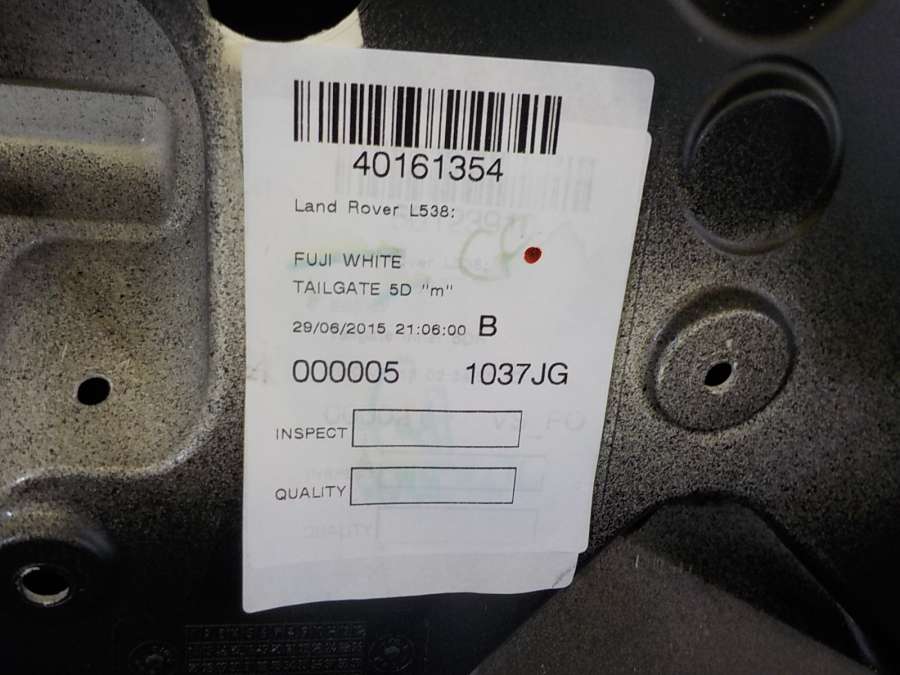 40161354
Land Rover L538:
FUJI WHITE
TAILGATE 5D "m"
29/06/2015 21:06:00 B
000005 1037JG
INSPECT
QUALITY